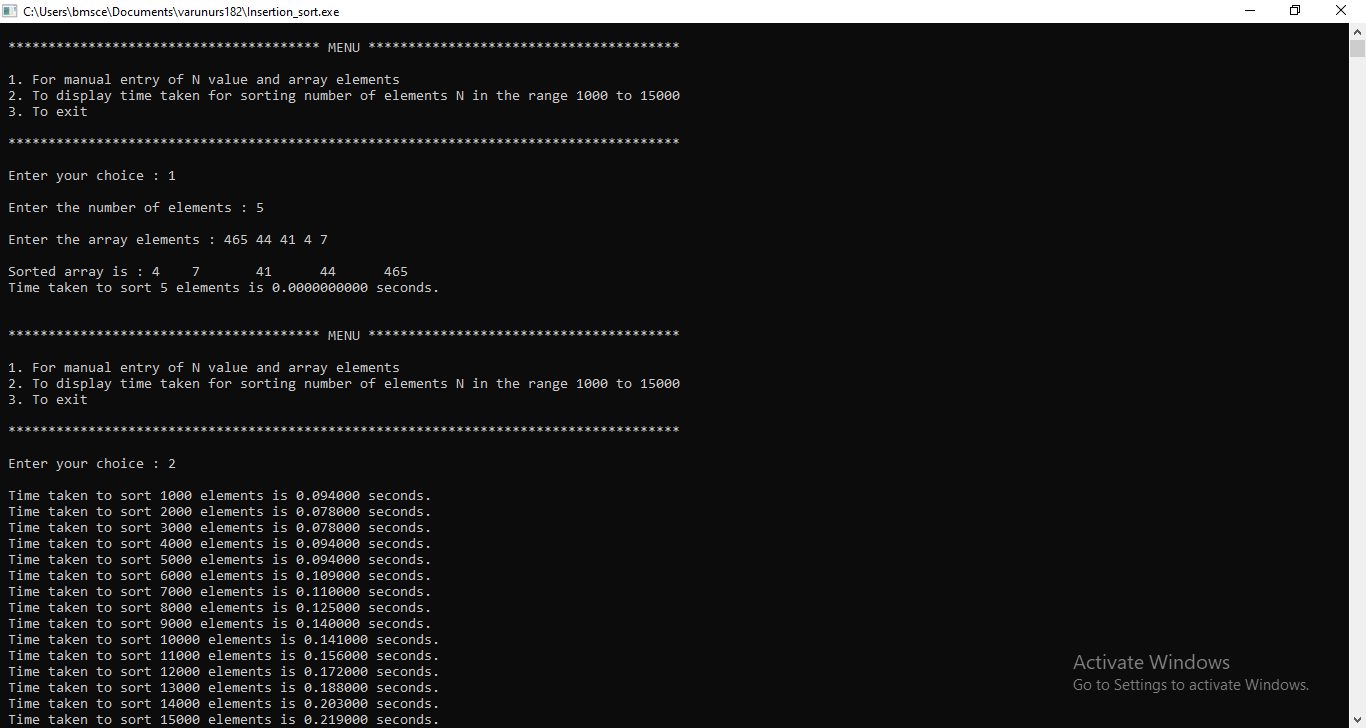 C:\Users\bmsce\Documents\varunurs182\Insertion_sort.exe
*************************************** MENU ***************************************
1. For manual entry of N value and array elements
2. To display time taken for sorting number of elements N in the range 1000 to 15000
3. To exit
************************************************************************************
Enter your choice : 1
Enter the number of elements : 5
Enter the array elements : 465 44 41 4 7
Sorted array is : 4    7       41      44      465
Time taken to sort 5 elements is 0.0000000000 seconds.
*************************************** MENU ***************************************
1. For manual entry of N value and array elements
2. To display time taken for sorting number of elements N in the range 1000 to 15000
3. To exit
************************************************************************************
Enter your choice : 2
Time taken to sort 1000 elements is 0.094000 seconds.
Time taken to sort 2000 elements is 0.078000 seconds.
Time taken to sort 3000 elements is 0.078000 seconds.
Time taken to sort 4000 elements is 0.094000 seconds.
Time taken to sort 5000 elements is 0.094000 seconds.
Time taken to sort 6000 elements is 0.109000 seconds.
Time taken to sort 7000 elements is 0.110000 seconds.
Time taken to sort 8000 elements is 0.125000 seconds.
Time taken to sort 9000 elements is 0.140000 seconds.
Time taken to sort 10000 elements is 0.141000 seconds.
Time taken to sort 11000 elements is 0.156000 seconds.
Time taken to sort 12000 elements is 0.172000 seconds.
Time taken to sort 13000 elements is 0.188000 seconds.
Time taken to sort 14000 elements is 0.203000 seconds.
Time taken to sort 15000 elements is 0.219000 seconds.
Activate Windows
Go to Settings to activate Windows.